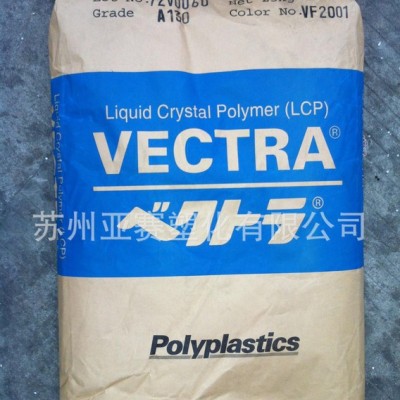 Grade A130 Color No. VF2001
Liquid Crystal Polymer (LCP)
VECTRA®
苏州亚赛塑化有限公司
ベクトラ®
Polyplastics